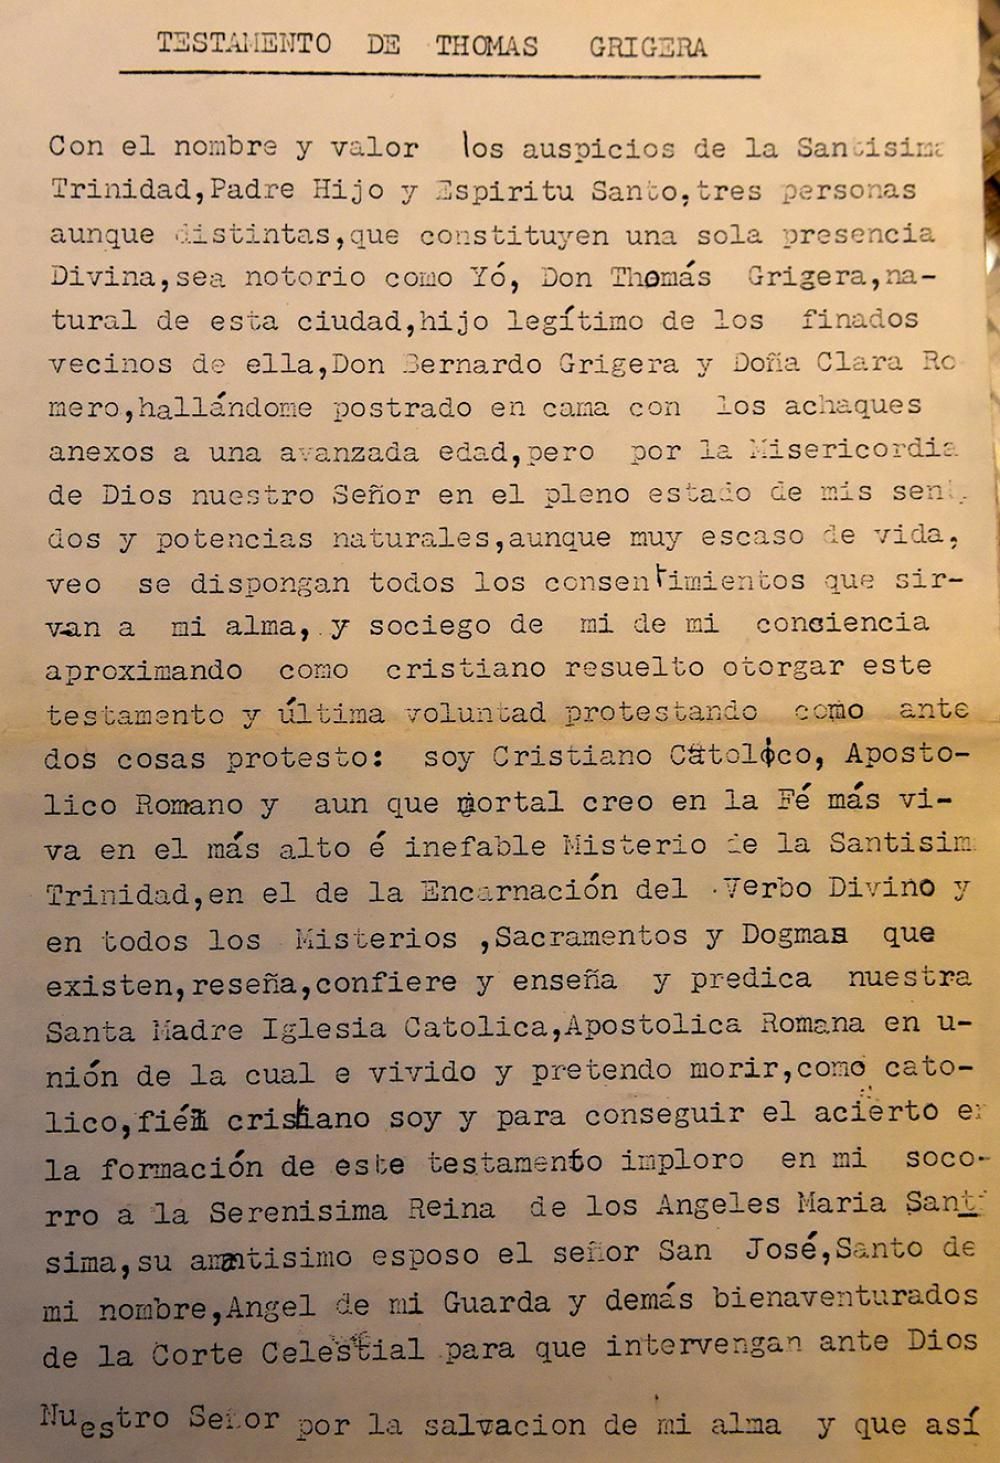 TESTAMENTO DE THOMAS GRIGERA
Con el nombre y valor los auspicios de la Santisima
Trinidad,Padre Hijo y Espiritu Santo,tres personas
aunque distintas,que constituyen una sola presencia
Divina,sea notorio como Yó, Don Thomás Grigera,na-
tural de esta ciudad,hijo legítimo de los finados
vecinos de ella,Don Bernardo Grigera y Doña Clara Ro
mero,hallándome postrado en cama con los achaques
anexos a una avanzada edad,pero por la Misericordia
de Dios nuestro Señor en el pleno estado de mis senti
dos y potencias naturales,aunque muy escaso de vida,
veo se dispongan todos los consentimientos que sir-
van a mi alma, y sociego de mi de mi consiencia
aproximando como cristiano resuelto otorgar este
testamento y última voluntad protestando como ante
dos cosas protesto: soy Cristiano Católico, Aposto-
lico Romano y aun que mortal creo en la Fé más vi-
va en el más alto é inefable Misterio de la Santisim
Trinidad,en el de la Encarnación del Verbo Divino y
en todos los Misterios ,Sacramentos y Dogmas que
existen,reseña,confiere y enseña y predica nuestra
Santa Madre Iglesia Catolica,Apostolica Romana en u-
nión de la cual e vivido y pretendo morir,como cato-
lico,fiél cristiano soy y para conseguir el acierto en
la formación de este testamento imploro en mi soco-
rro a la Serenisima Reina de los Angeles Maria Santi
sima,su amantisimo esposo el señor San José,Santo de
mi nombre,Angel de mi Guarda y demás bienaventurados
de la Corte Celestial para que intervengan ante Dios
Nuestro Señor por la salvacion de mi alma y que así